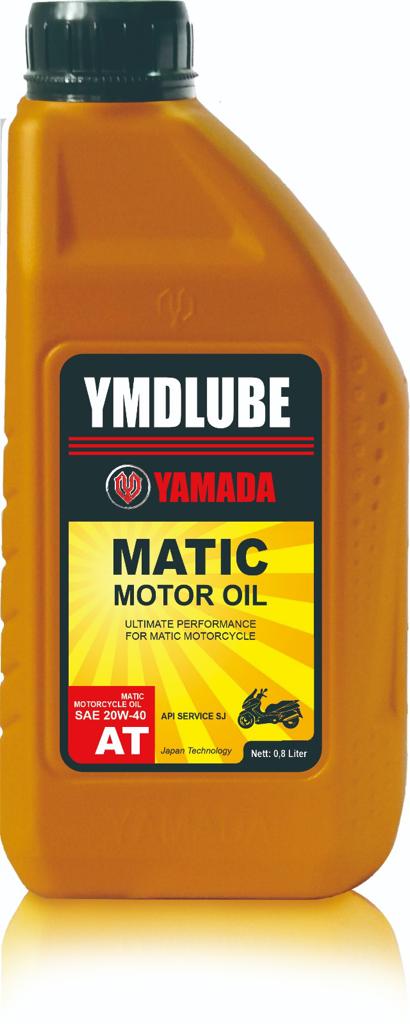 YMDLUBE
YAMADA
MATIC
MOTOR OIL
ULTIMATE PERFORMANCE
FOR MATIC MOTORCYCLE
MATIC
MOTORCYCLE OIL
SAE 20W-40
AT
API SERVICE SJ
Japan Technology
Nett: 0,8 Liter
YAMADA